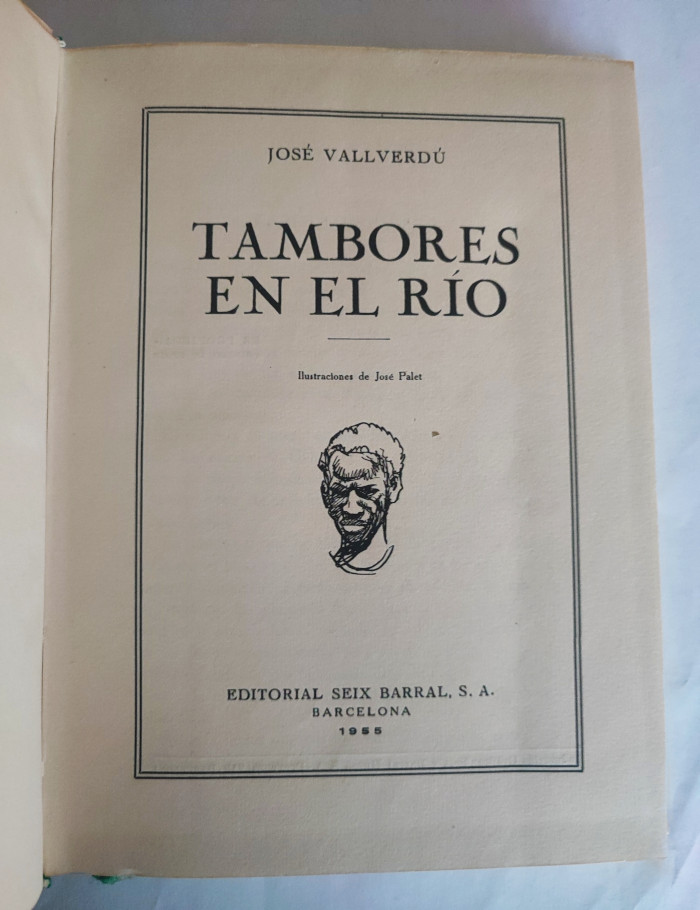 JOSÉ VALLVERDÚ
TAMBORES
EN EL RÍO
Ilustraciones de José Palet
EDITORIAL SEIX BARRAL, S. A.
BARCELONA
1955